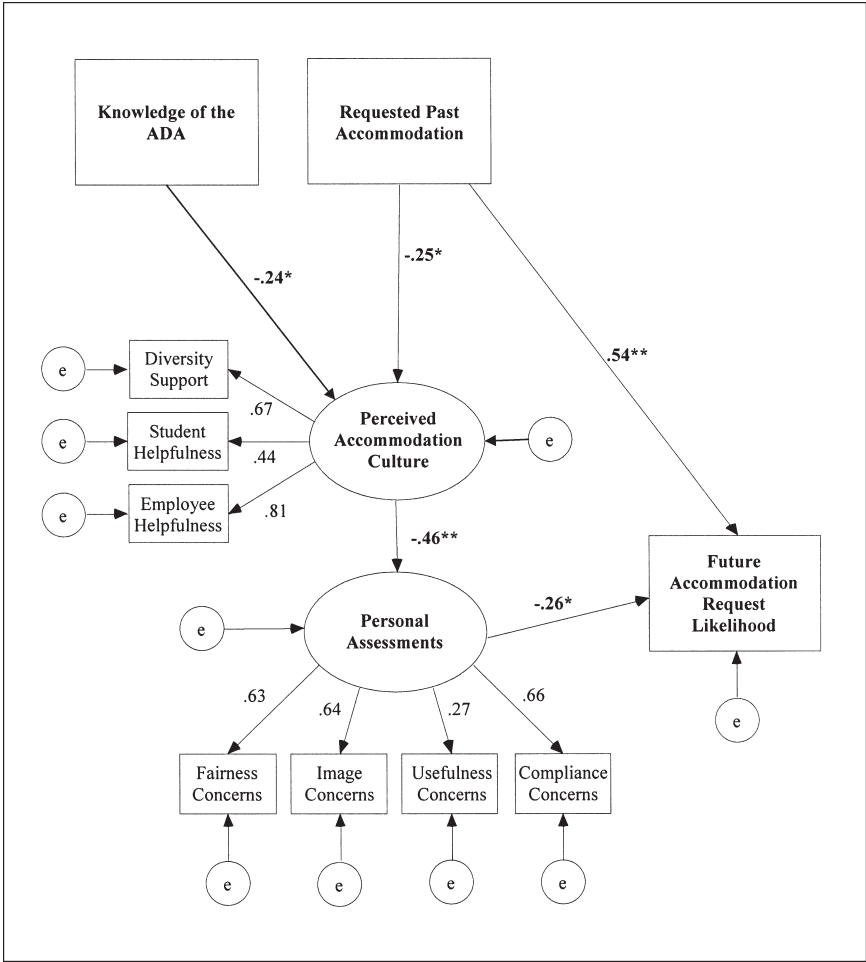 Knowledge of the
ADA
Requested Past
Accommodation
-.24*
-.25*
.54**
e
Diversity
Support
.67
e
Student
Helpfulness
.44
e
Employee
Helpfulness
.81
Perceived
Accommodation
Culture
e
-.46**
e
Personal
Assessments
-.26*
Future
Accommodation
Request
Likelihood
e
.63
.64
.27
.66
Fairness
Concerns
Image
Concerns
Usefulness
Concerns
Compliance
Concerns
e
e
e
e